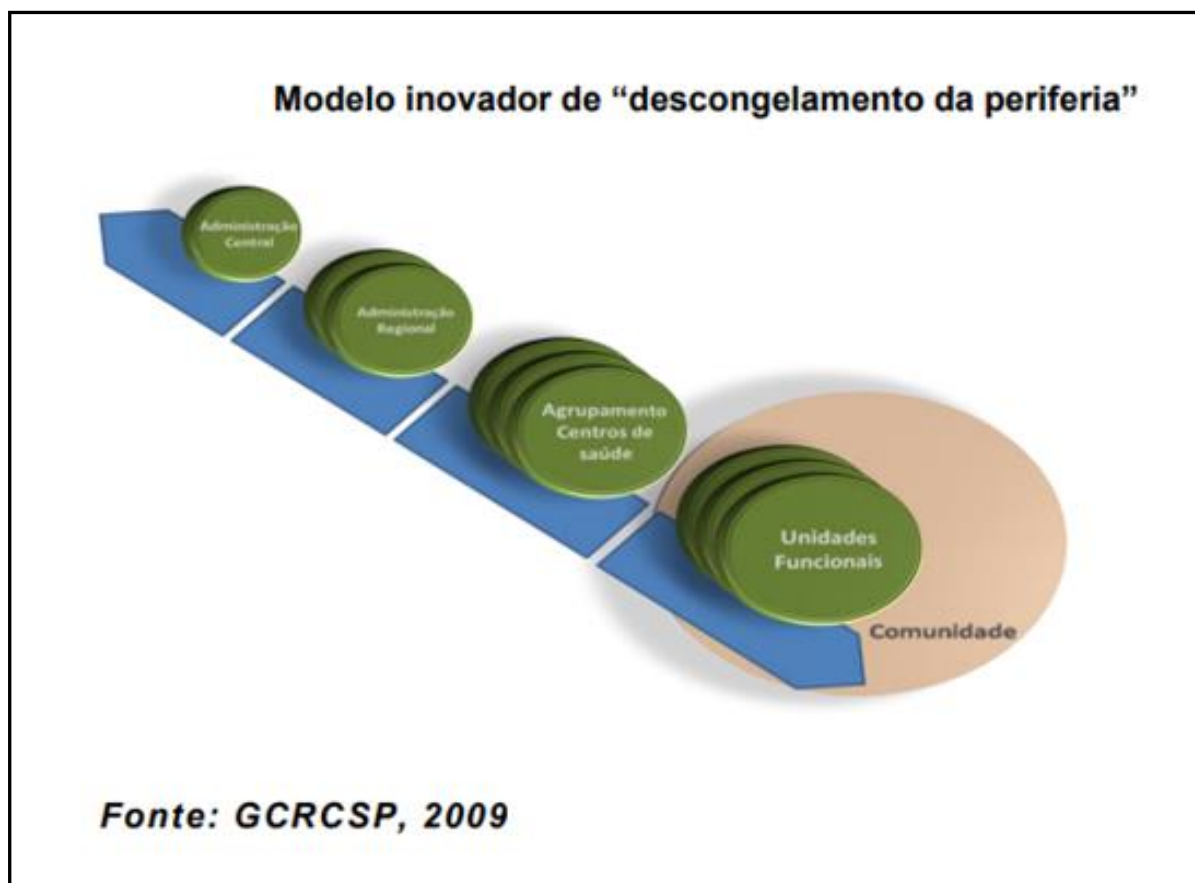 Modelo inovador de “descongelamento da periferia”
Administração
Central
Administração
Regional
Agrupamento
Centros de
saúde
Unidades
Funcionais
Comunidade
Fonte: GCRCSP, 2009